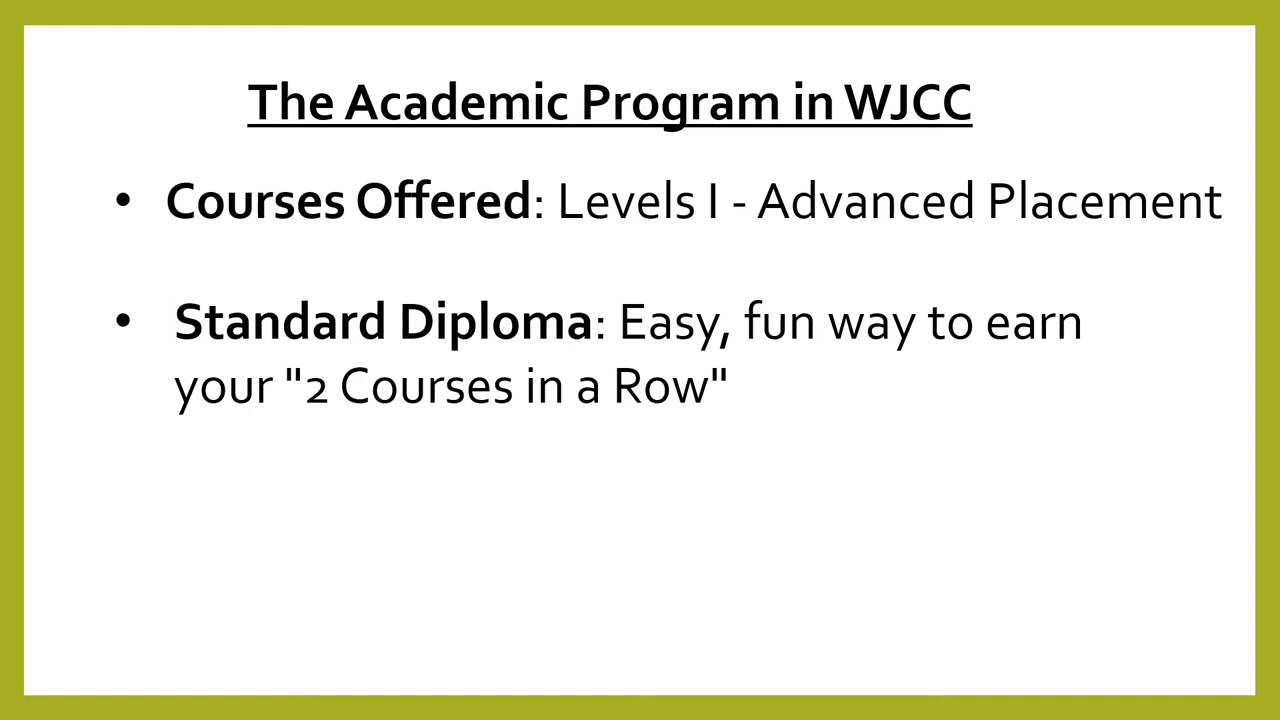 The Academic Program in WJCC
• Courses Offered: Levels I - Advanced Placement
• Standard Diploma: Easy, fun way to earn
your "2 Courses in a Row"